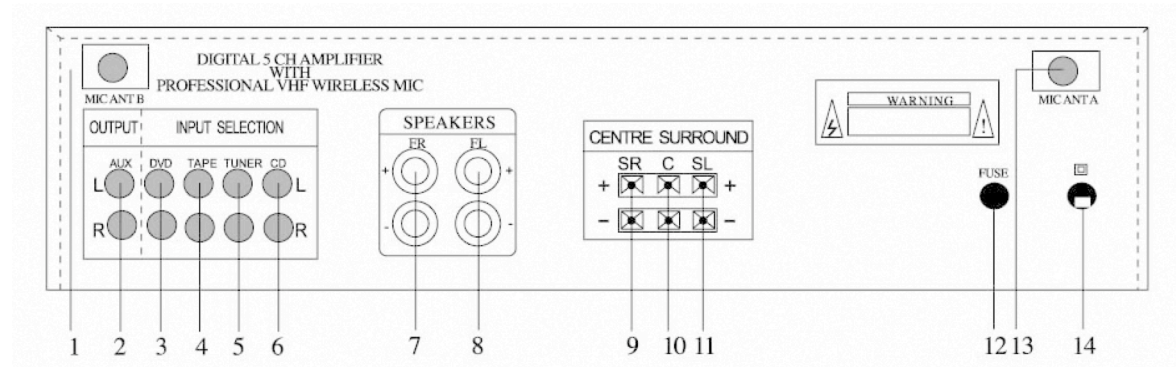 DIGITAL 5 CH AMPLIFIER
WITH
PROFESSIONAL VHF WIRELESS MIC
MIC ANT B
MIC ANT A
WARNING
OUTPUT INPUT SELECTION
AUX DVD TAPE TUNER CD
L L
R R
SPEAKERS
FR FL
+ +
- -
CENTRE SURROUND
SR C SL
+ +
- -
FUSE
1 2 3 4 5 6 7 8 9 10 11 12 13 14